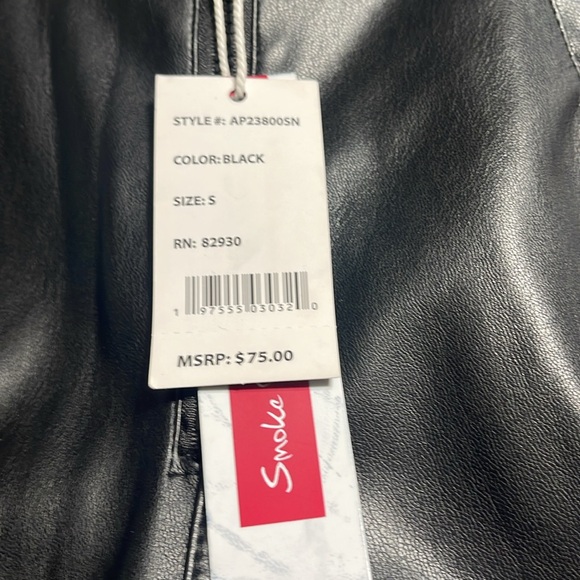 STYLE #: AP23800SN
COLOR: BLACK
SIZE: S
RN: 82930
1 97555 03032 0
MSRP: $75.00
Smoke